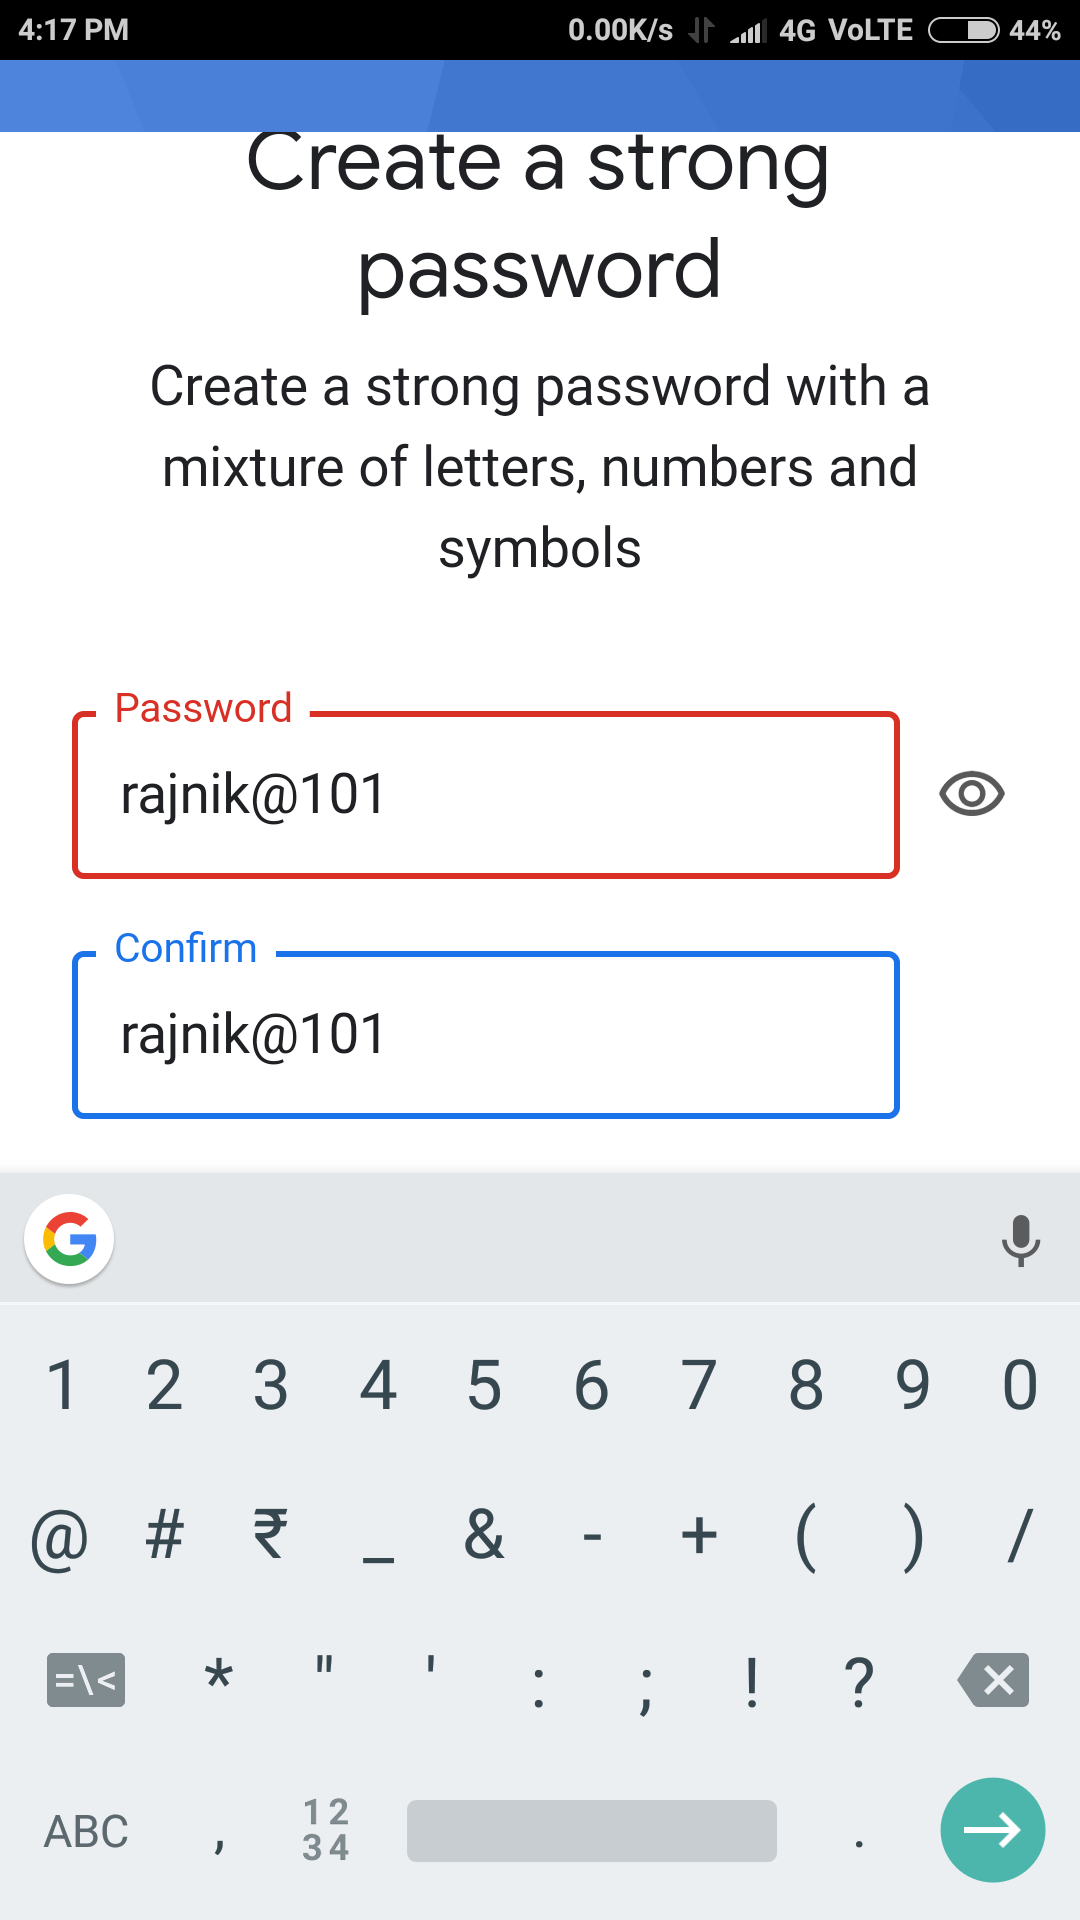 4:17 PM 0.00K/s 4G VoLTE 44%
Create a strong
password
Create a strong password with a
mixture of letters, numbers and
symbols
Password
rajnik@101
Confirm
rajnik@101
G
1 2 3 4 5 6 7 8 9 0
@ # ₹ _ & - + ( ) /
=\< * " ' : ; ! ?
ABC , 12 34 .